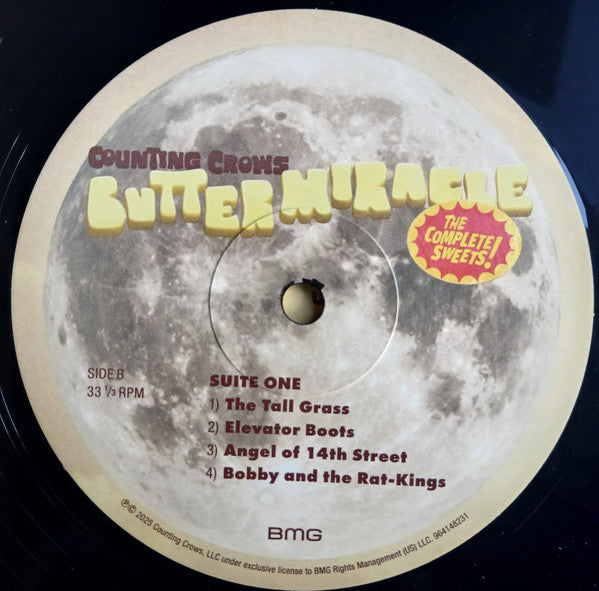 COUNTING CROWS
BUTTER MIRACLE
THE
COMPLETE
SWEETS!
SIDE B
33 ⅓ RPM
SUITE ONE
1) The Tall Grass
2) Elevator Boots
3) Angel of 14th Street
4) Bobby and the Rat-Kings
BMG
℗© 2025 Counting Crows, LLC under exclusive license to BMG Rights Management (US) LLC. 964148231